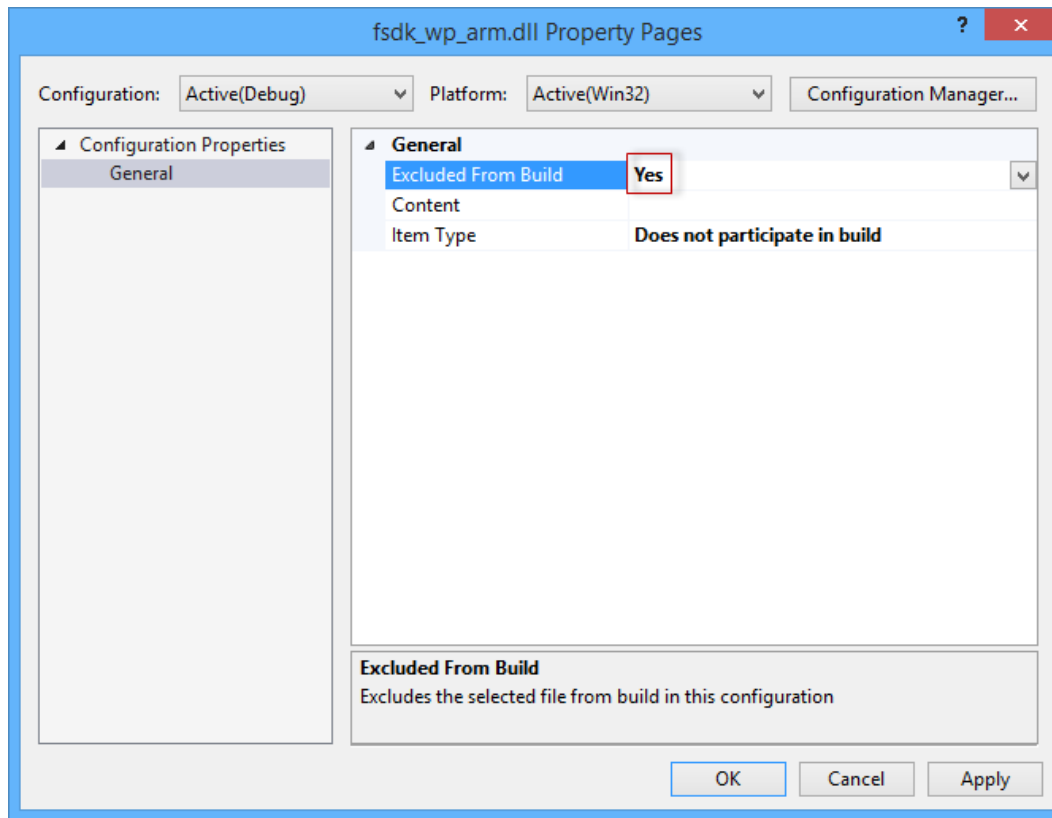 fsdk_wp_arm.dll Property Pages
?
Configuration: Active(Debug) Platform: Active(Win32) Configuration Manager...
Configuration Properties
General
General
Excluded From Build Yes
Content
Item Type Does not participate in build
Excluded From Build
Excludes the selected file from build in this configuration
OK Cancel Apply